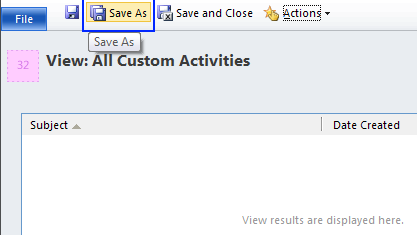 File Save As Save and Close Actions
Save As
32 View: All Custom Activities
Subject Date Created
View results are displayed here.